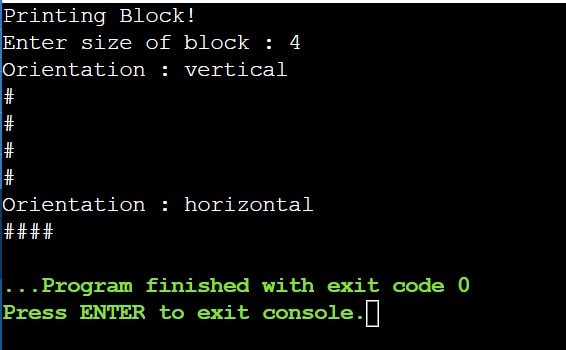 Printing Block!
Enter size of block : 4
Orientation : vertical
#
#
#
#
Orientation : horizontal
####
...Program finished with exit code 0
Press ENTER to exit console.